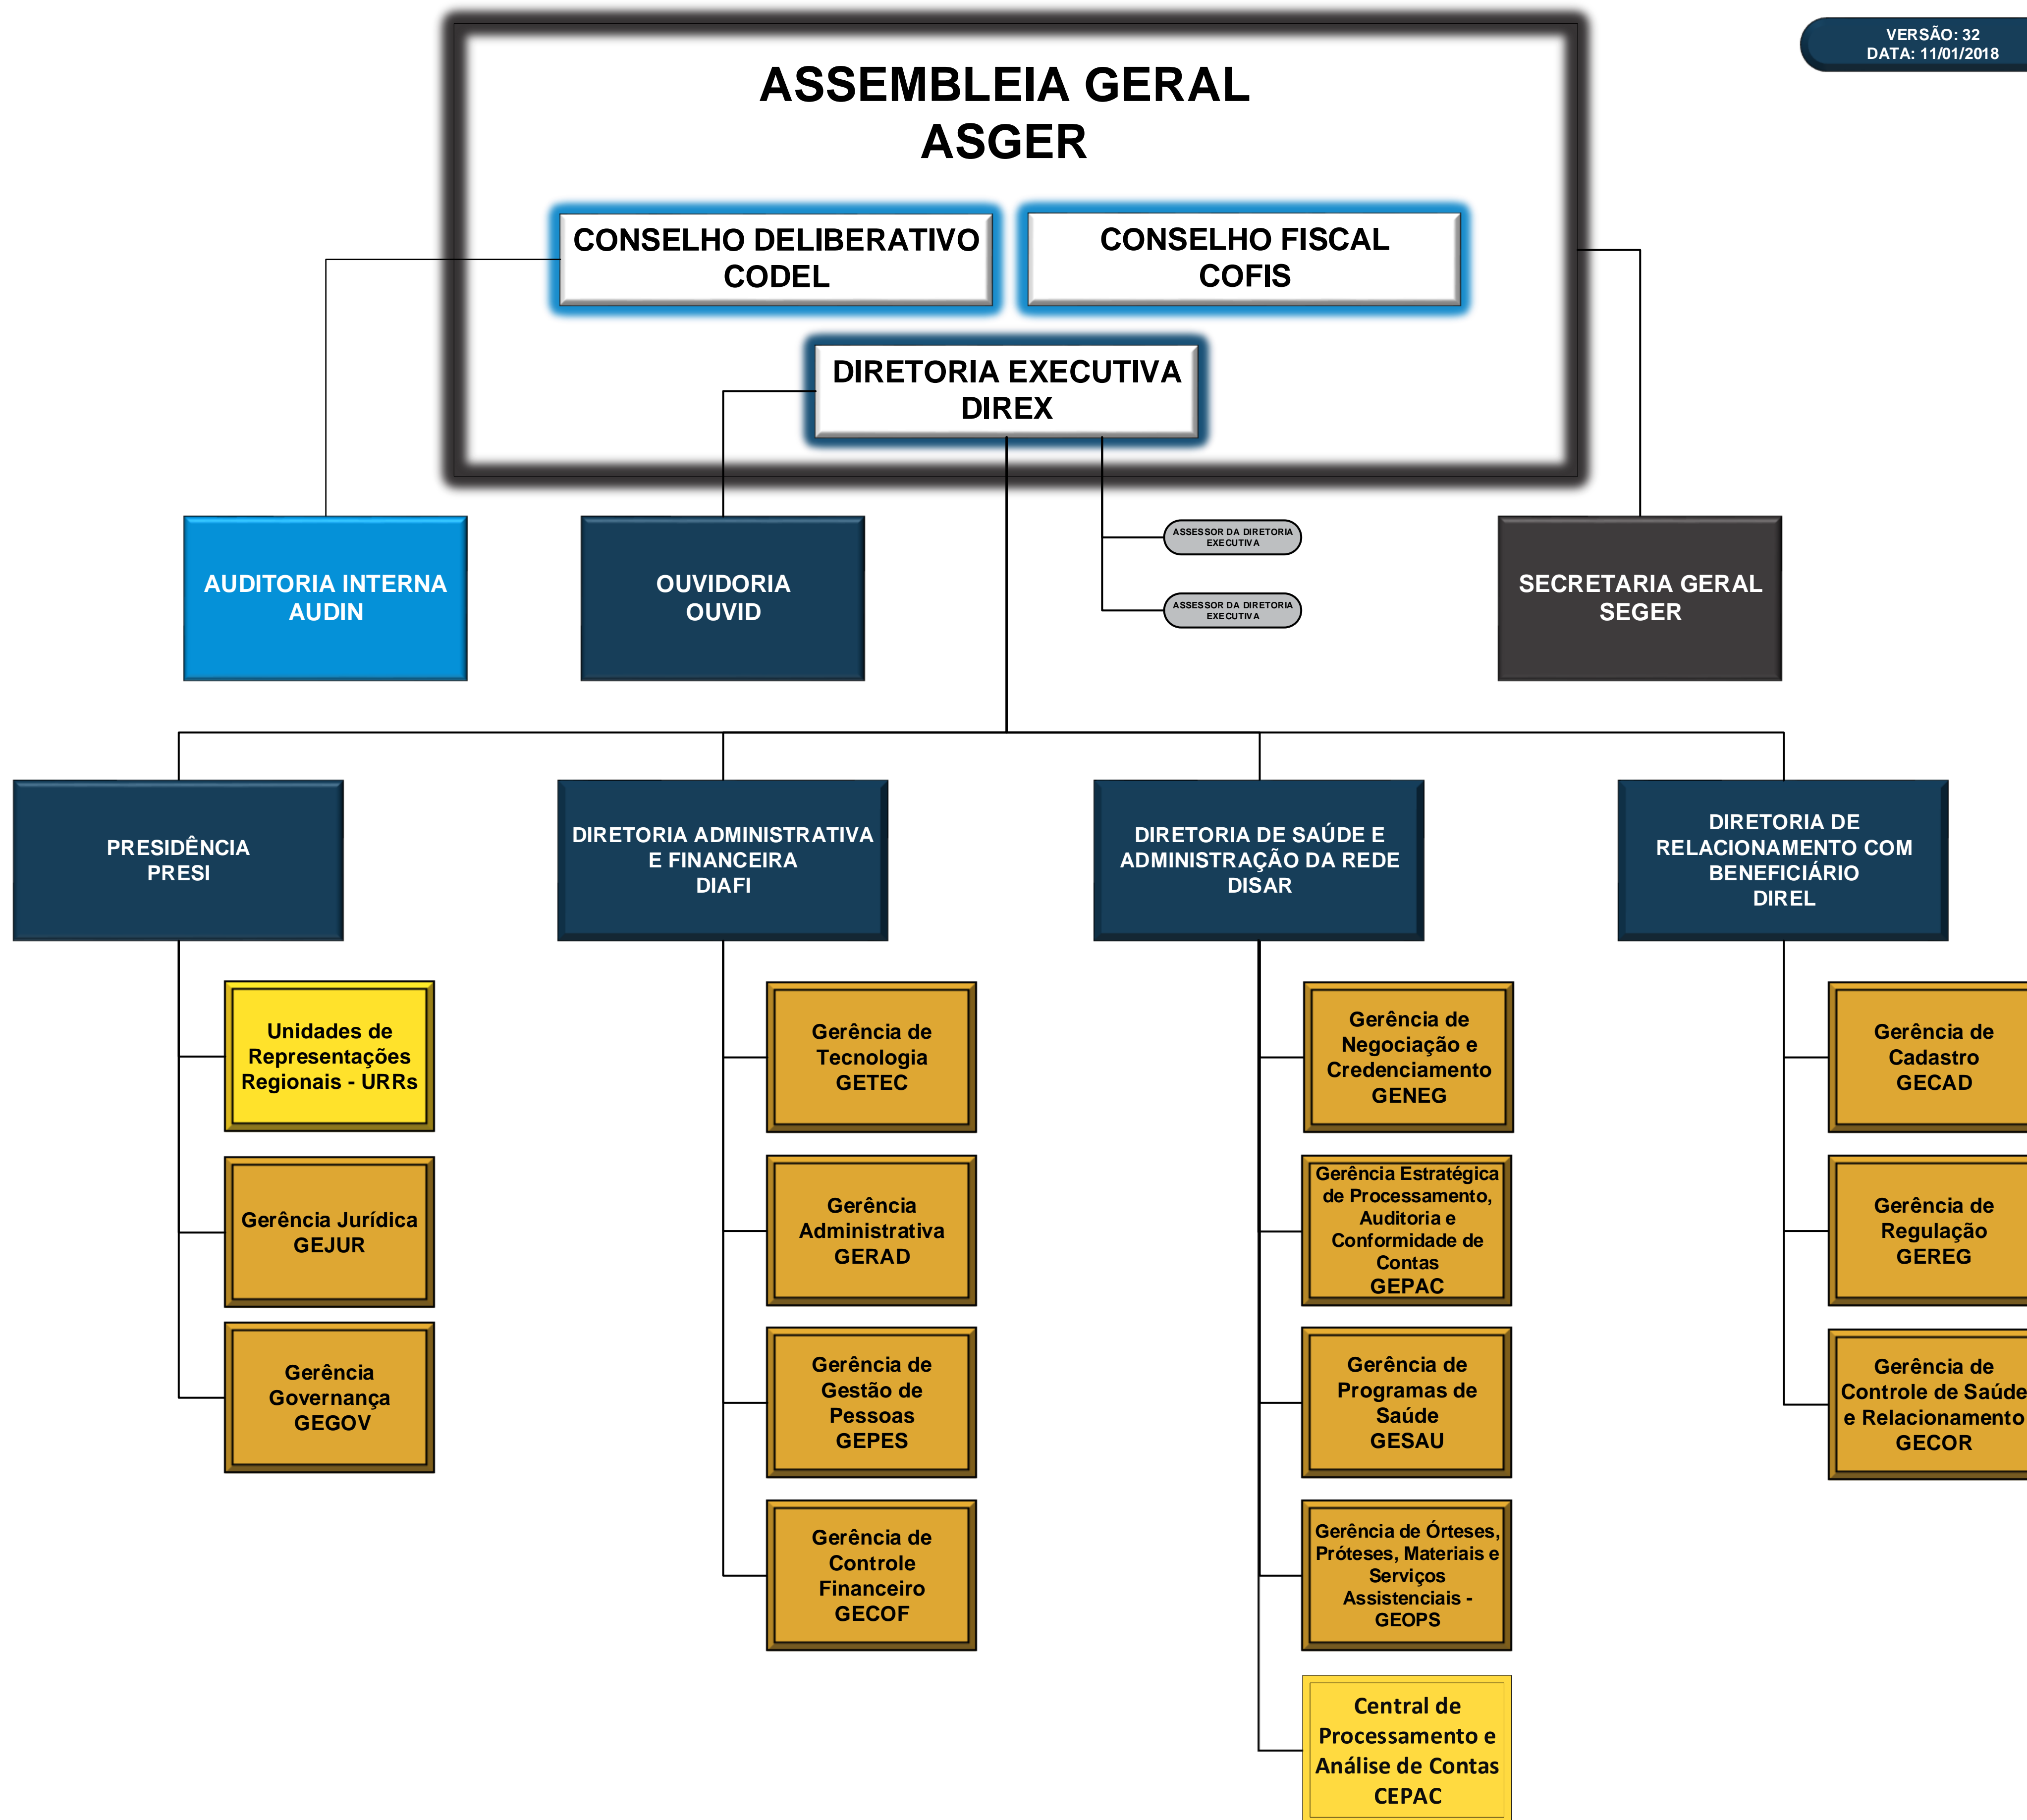 VERSÃO: 32
DATA: 11/01/2018
ASSEMBLEIA GERAL
ASGER
CONSELHO DELIBERATIVO
CODEL
CONSELHO FISCAL
COFIS
DIRETORIA EXECUTIVA
DIREX
AUDITORIA INTERNA
AUDIN
OUVIDORIA
OUVID
ASSESSOR DA DIRETORIA
EXECUTIVA
ASSESSOR DA DIRETORIA
EXECUTIVA
SECRETARIA GERAL
SEGER
PRESIDÊNCIA
PRESI
DIRETORIA ADMINISTRATIVA
E FINANCEIRA
DIAFI
DIRETORIA DE SAÚDE E
ADMINISTRAÇÃO DA REDE
DISAR
DIRETORIA DE
RELACIONAMENTO COM
BENEFICIÁRIO
DIREL
Unidades de
Representações
Regionais - URRs
Gerência Jurídica
GEJUR
Gerência
Governança
GEGOV
Gerência de
Tecnologia
GETEC
Gerência
Administrativa
GERAD
Gerência de
Gestão de
Pessoas
GEPES
Gerência de
Controle
Financeiro
GECOF
Gerência de
Negociação e
Credenciamento
GENEG
Gerência Estratégica
de Processamento,
Auditoria e
Conformidade de
Contas
GEPAC
Gerência de
Programas de
Saúde
GESAU
Gerência de Órteses,
Próteses, Materiais e
Serviços
Assistenciais -
GEOPS
Central de
Processamento e
Análise de Contas
CEPAC
Gerência de
Cadastro
GECAD
Gerência de
Regulação
GEREG
Gerência de
Controle de Saúde
e Relacionamento
GECOR